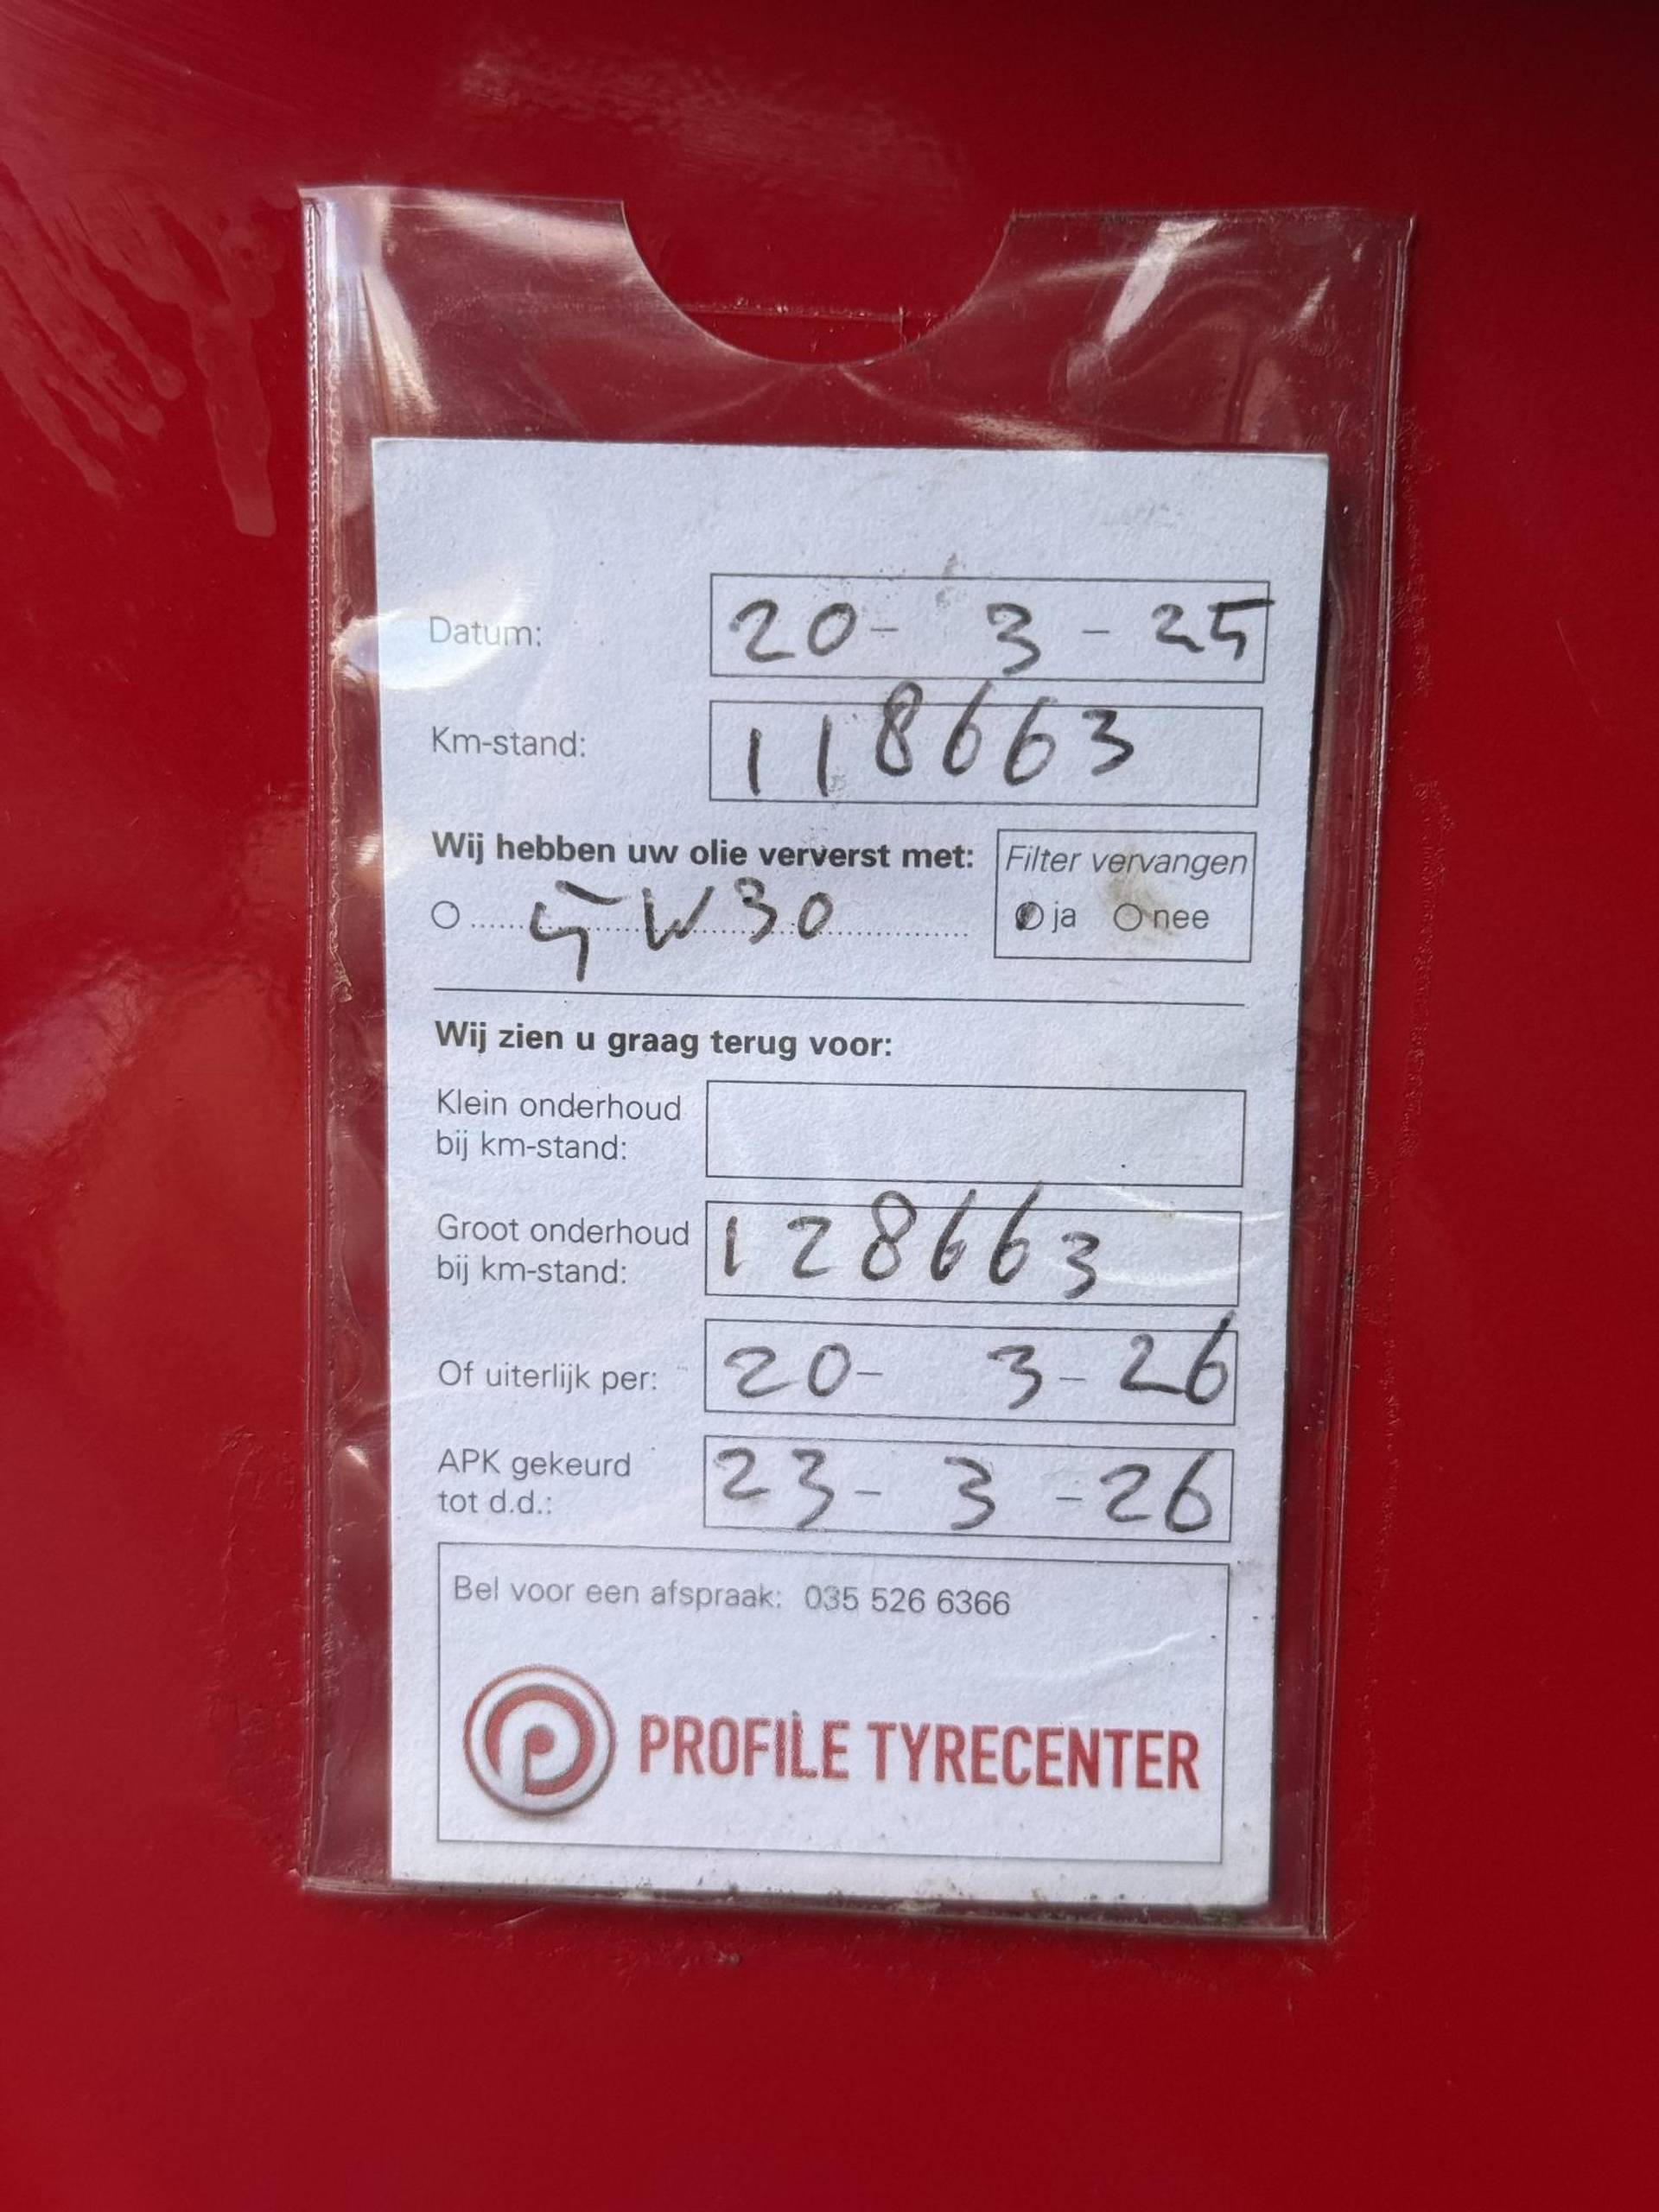 Datum: 20- 3 - 25
Km-stand: 118663
Wij hebben uw olie ververst met:
Filter vervangen
5W30
ja nee
Wij zien u graag terug voor:
Klein onderhoud
bij km-stand:
Groot onderhoud
bij km-stand: 128663
Of uiterlijk per: 20- 3- 26
APK gekeurd
tot d.d.: 23- 3 -26
Bel voor een afspraak: 035 526 6366
PROFILE TYRECENTER